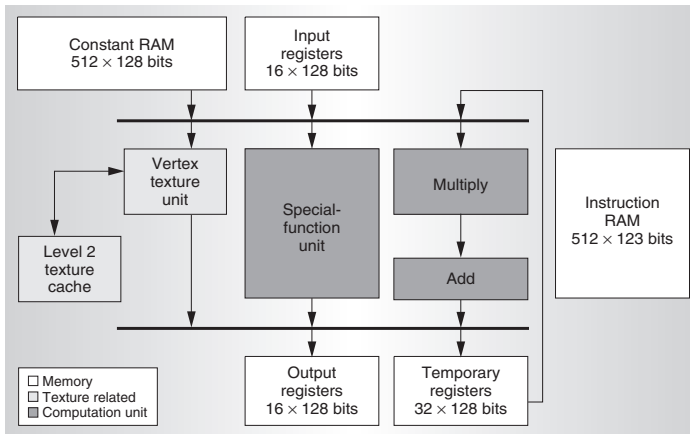 Constant RAM
512 × 128 bits
Input
registers
16 × 128 bits
Vertex
texture
unit
Special-
function
unit
Multiply
Instruction
RAM
512 × 123 bits
Level 2
texture
cache
Add
Output
registers
16 × 128 bits
Temporary
registers
32 × 128 bits
Memory
Texture related
Computation unit